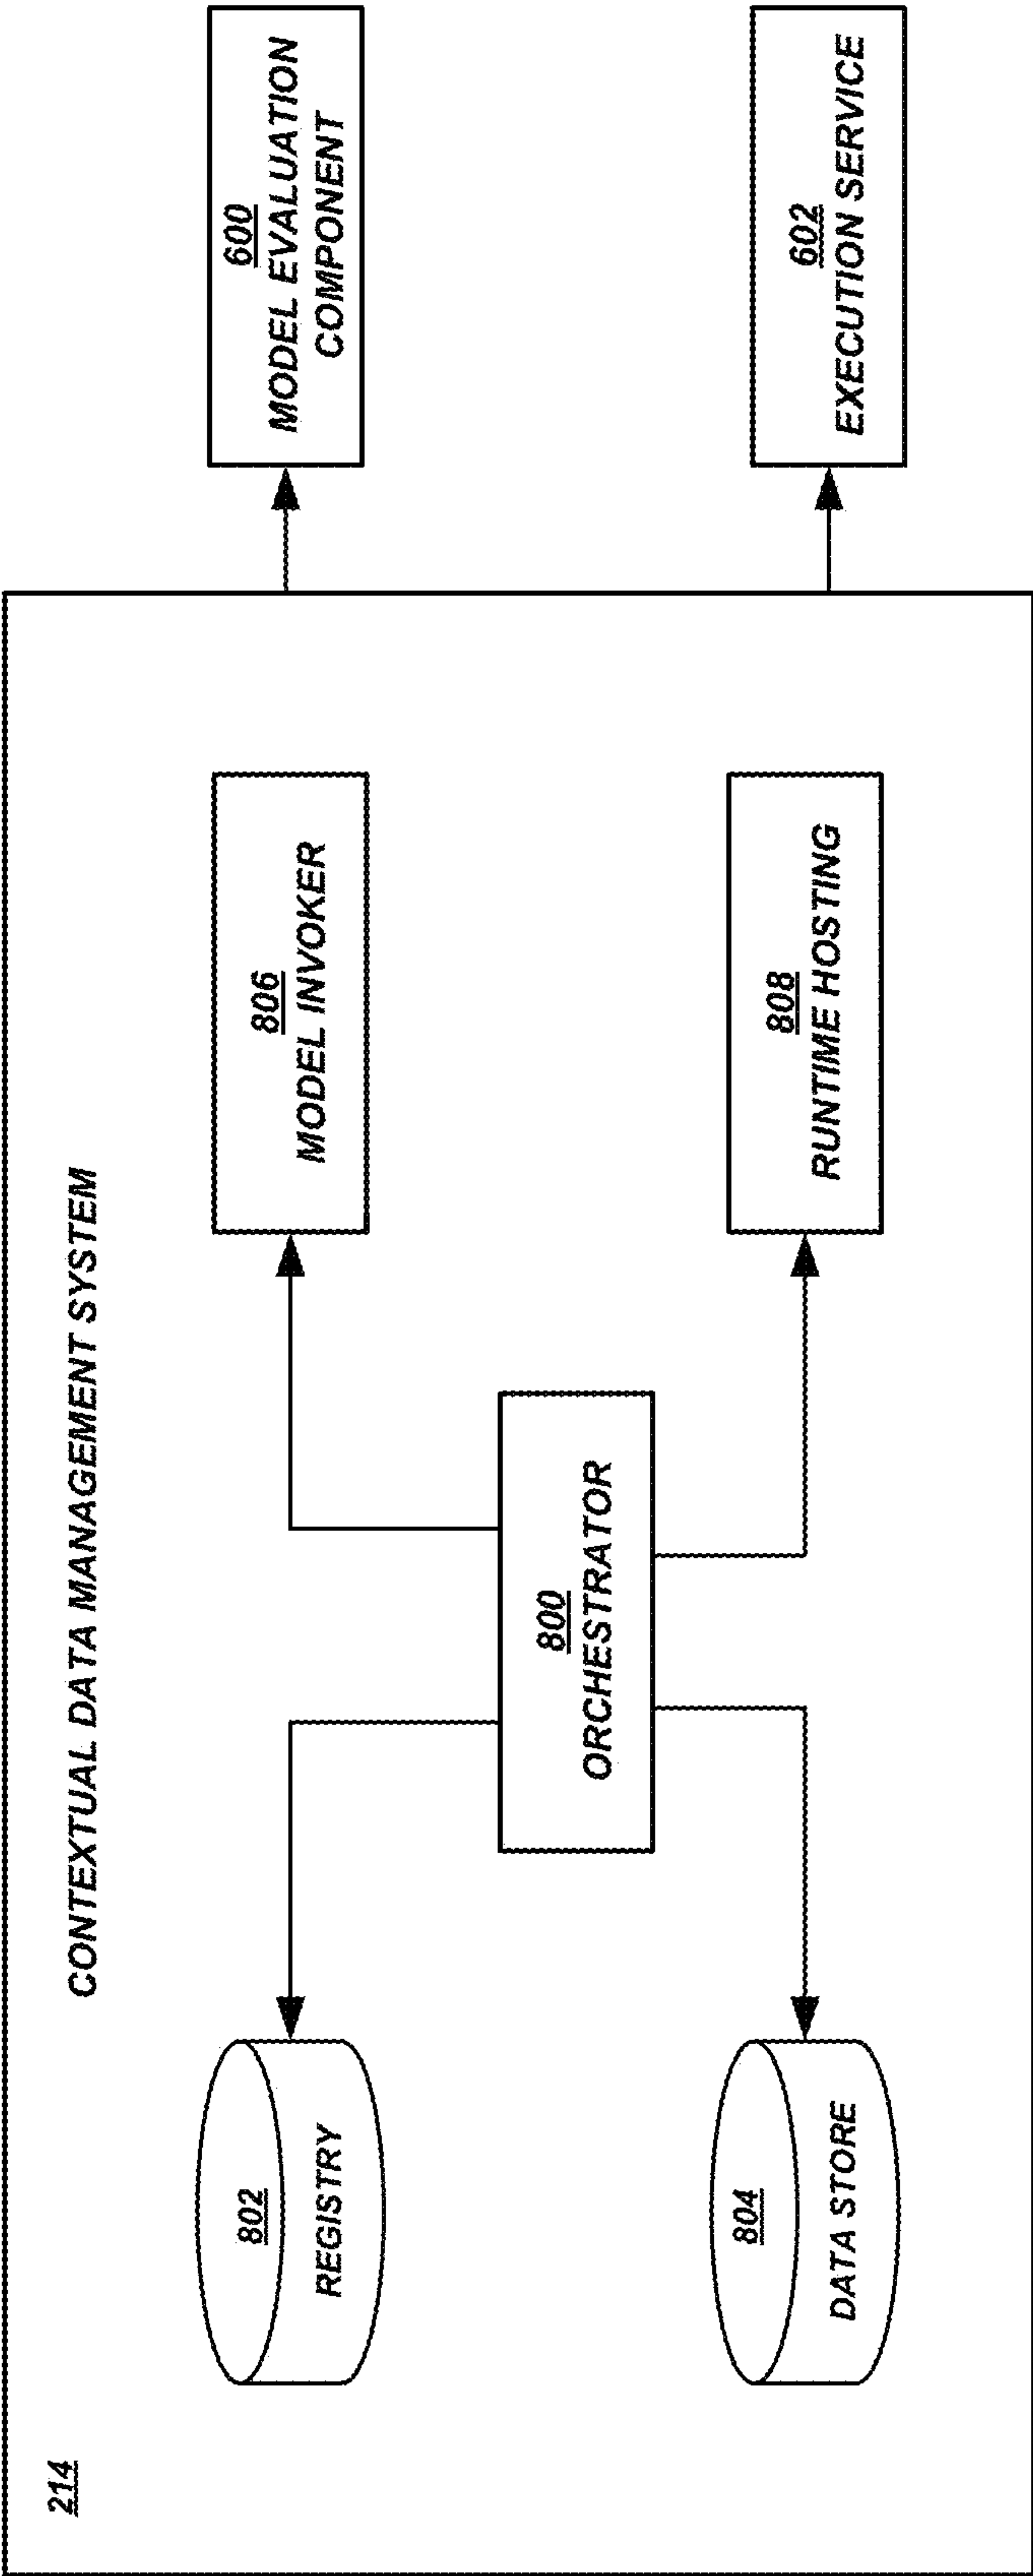 214
CONTEXTUAL DATA MANAGEMENT SYSTEM
802
REGISTRY
806
MODEL INVOKER
600
MODEL EVALUATION
COMPONENT
800
ORCHESTRATOR
804
DATA STORE
808
RUNTIME HOSTING
602
EXECUTION SERVICE